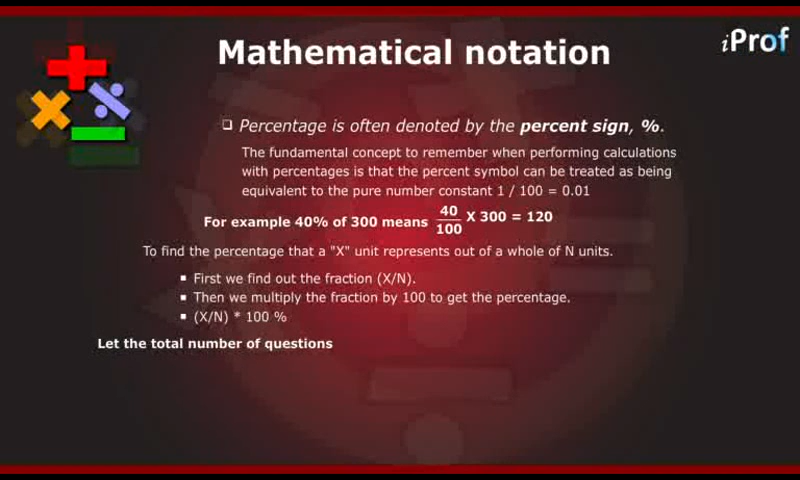 iProf
Mathematical notation
❑ Percentage is often denoted by the percent sign, %.
The fundamental concept to remember when performing calculations
with percentages is that the percent symbol can be treated as being
equivalent to the pure number constant 1 / 100 = 0.01
For example 40% of 300 means 40/100 X 300 = 120
To find the percentage that a "X" unit represents out of a whole of N units.
▪ First we find out the fraction (X/N).
▪ Then we multiply the fraction by 100 to get the percentage.
▪ (X/N) * 100 %
Let the total number of questions